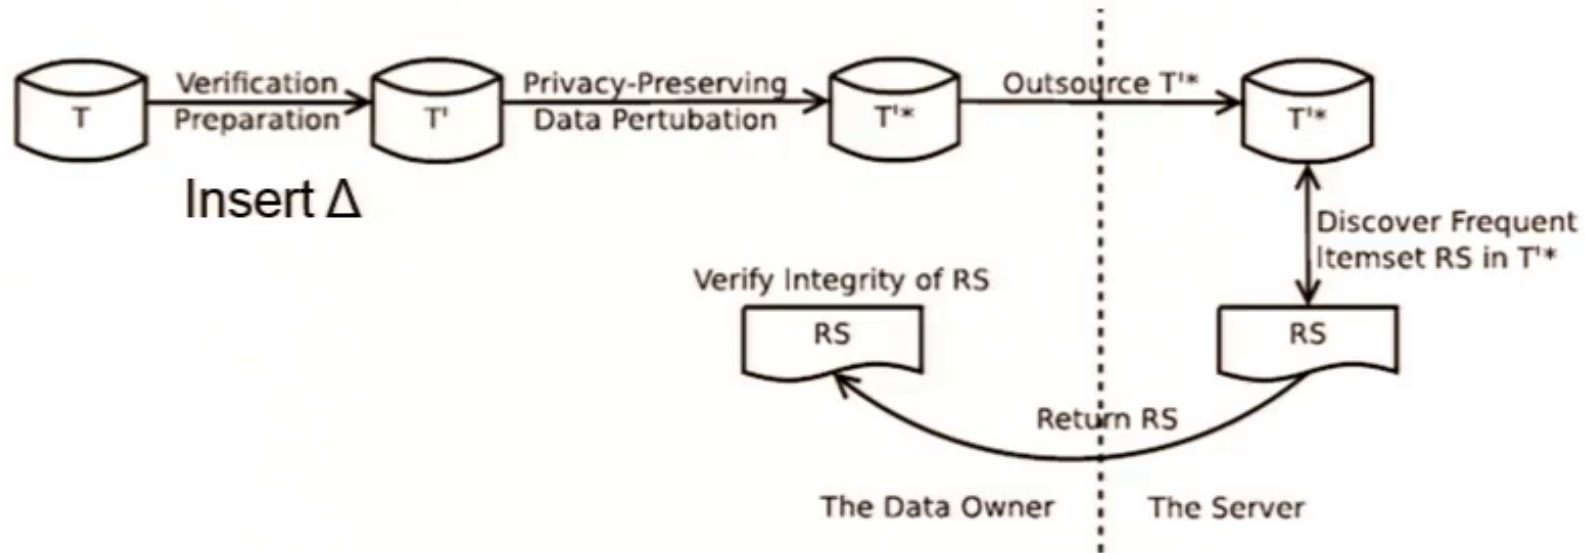 T
Verification
Preparation
Insert Δ
T'
Privacy-Preserving
Data Pertubation
T'*
Outsource T'*
T'*
Discover Frequent
Itemset RS in T'*
Verify Integrity of RS
RS
RS
Return RS
The Data Owner
The Server